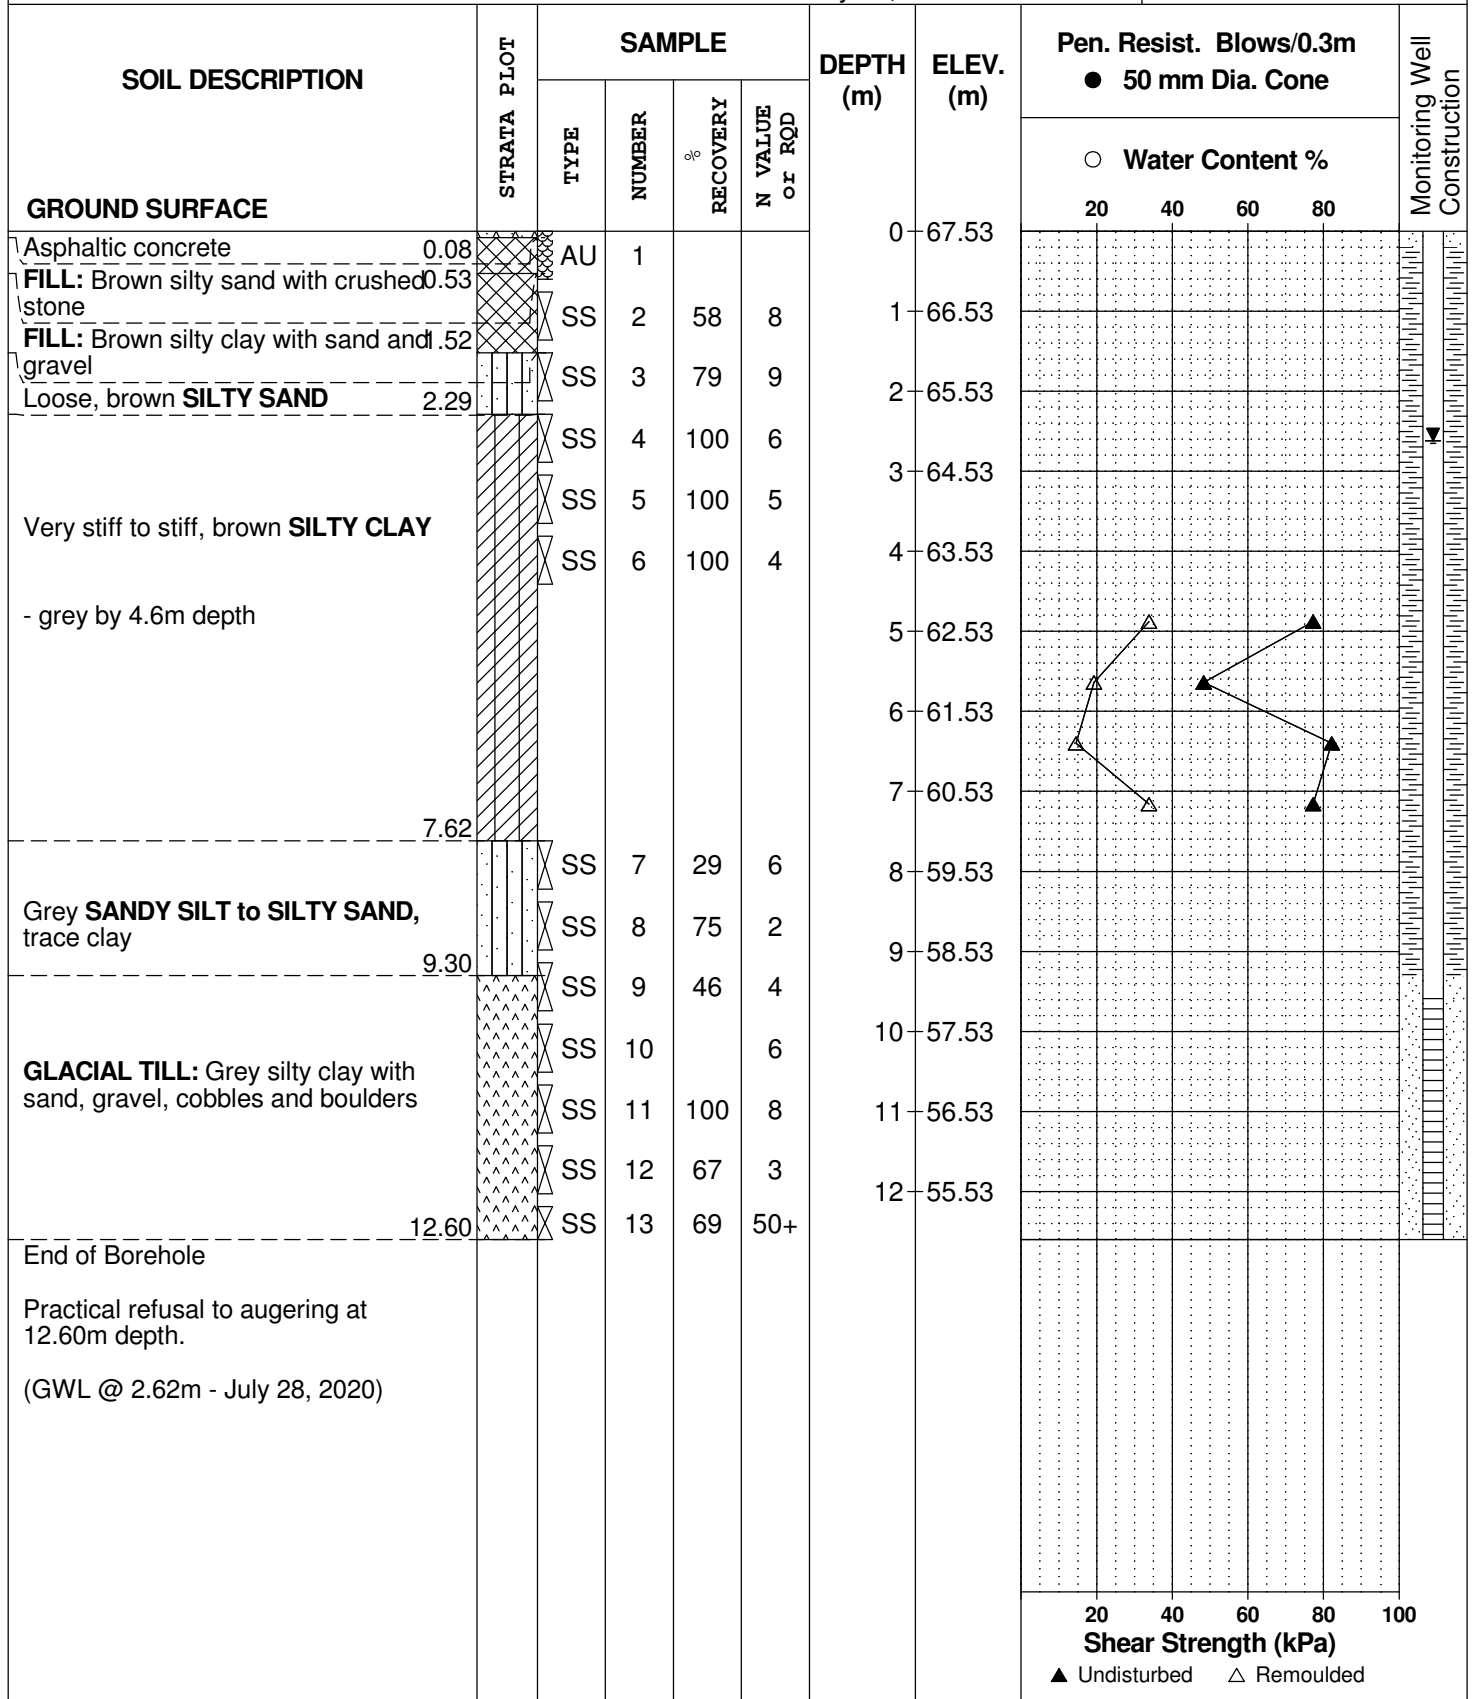 SOIL DESCRIPTION
GROUND SURFACE
STRATA PLOT
SAMPLE
TYPE
NUMBER
% RECOVERY
N VALUE or RQD
DEPTH (m)
ELEV. (m)
Pen. Resist. Blows/0.3m
● 50 mm Dia. Cone
○ Water Content %
20 40 60 80
Monitoring Well Construction
Asphaltic concrete 0.08
FILL: Brown silty sand with crushed 0.53
stone
FILL: Brown silty clay with sand and 1.52
gravel
Loose, brown SILTY SAND 2.29
Very stiff to stiff, brown SILTY CLAY
- grey by 4.6m depth
7.62
Grey SANDY SILT to SILTY SAND,
trace clay
9.30
GLACIAL TILL: Grey silty clay with
sand, gravel, cobbles and boulders
12.60
End of Borehole
Practical refusal to augering at
12.60m depth.
(GWL @ 2.62m - July 28, 2020)
AU 1
SS 2 58 8
SS 3 79 9
SS 4 100 6
SS 5 100 5
SS 6 100 4
SS 7 29 6
SS 8 75 2
SS 9 46 4
SS 10 6
SS 11 100 8
SS 12 67 3
SS 13 69 50+
0 67.53
1 66.53
2 65.53
3 64.53
4 63.53
5 62.53
6 61.53
7 60.53
8 59.53
9 58.53
10 57.53
11 56.53
12 55.53
20 40 60 80 100
Shear Strength (kPa)
▲ Undisturbed △ Remoulded